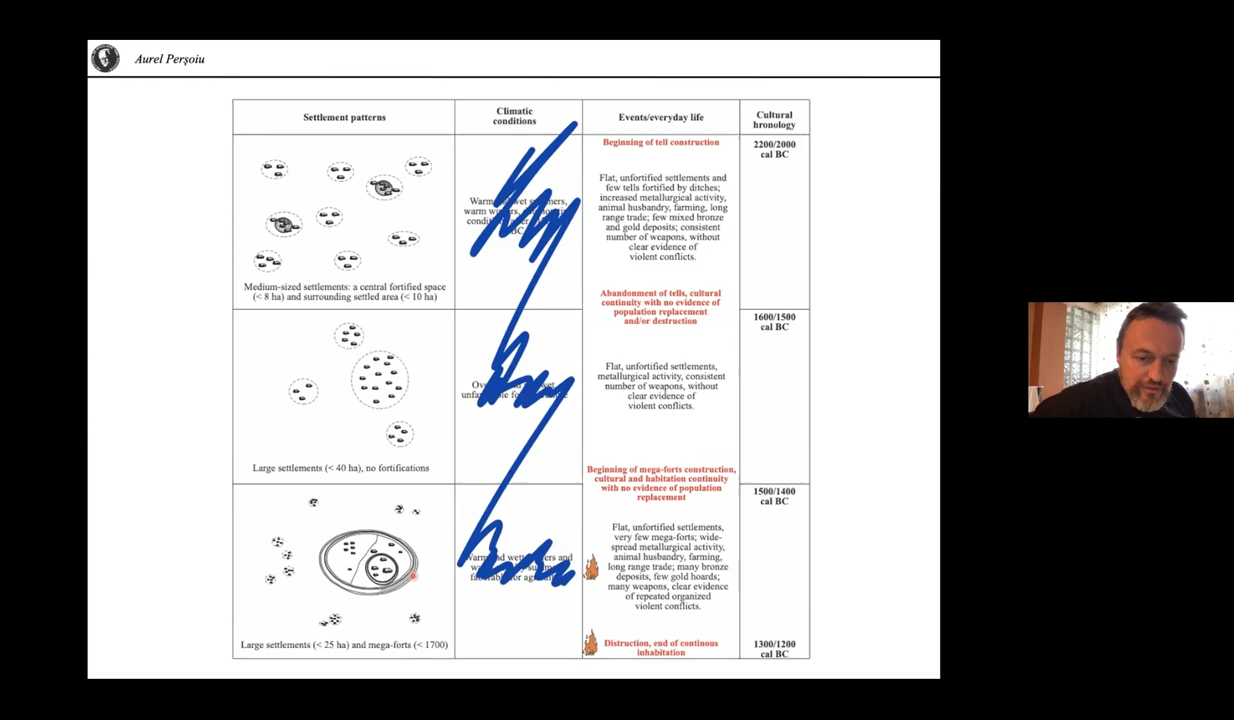 Aurel Perșoiu
Settlement patterns
Climatic
conditions
Events/everyday life
Cultural
hronology
Medium-sized settlements: a central fortified space
(< 8 ha) and surrounding settled area (< 10 ha)
Beginning of tell construction
Flat, unfortified settlements and
few tells fortified by ditches;
increased metallurgical activity,
animal husbandry, farming, long
range trade; few mixed bronze
and gold deposits; consistent
number of weapons, without
clear evidence of
violent conflicts.
Abandonment of tells, cultural
continuity with no evidence of
population replacement
and/or destruction
2200/2000
cal BC
Large settlements (< 40 ha), no fortifications
Flat, unfortified settlements,
metallurgical activity, consistent
number of weapons, without
clear evidence of
violent conflicts.
Beginning of mega-forts construction,
cultural and habitation continuity
with no evidence of population
replacement
1600/1500
cal BC
Large settlements (< 25 ha) and mega-forts (< 1700)
Flat, unfortified settlements,
very few mega-forts; wide-
spread metallurgical activity,
animal husbandry, farming,
long range trade; many bronze
deposits, few gold hoards;
many weapons, clear evidence
of repeated organized
violent conflicts.
Distruction, end of continous
inhabitation
1500/1400
cal BC
1300/1200
cal BC